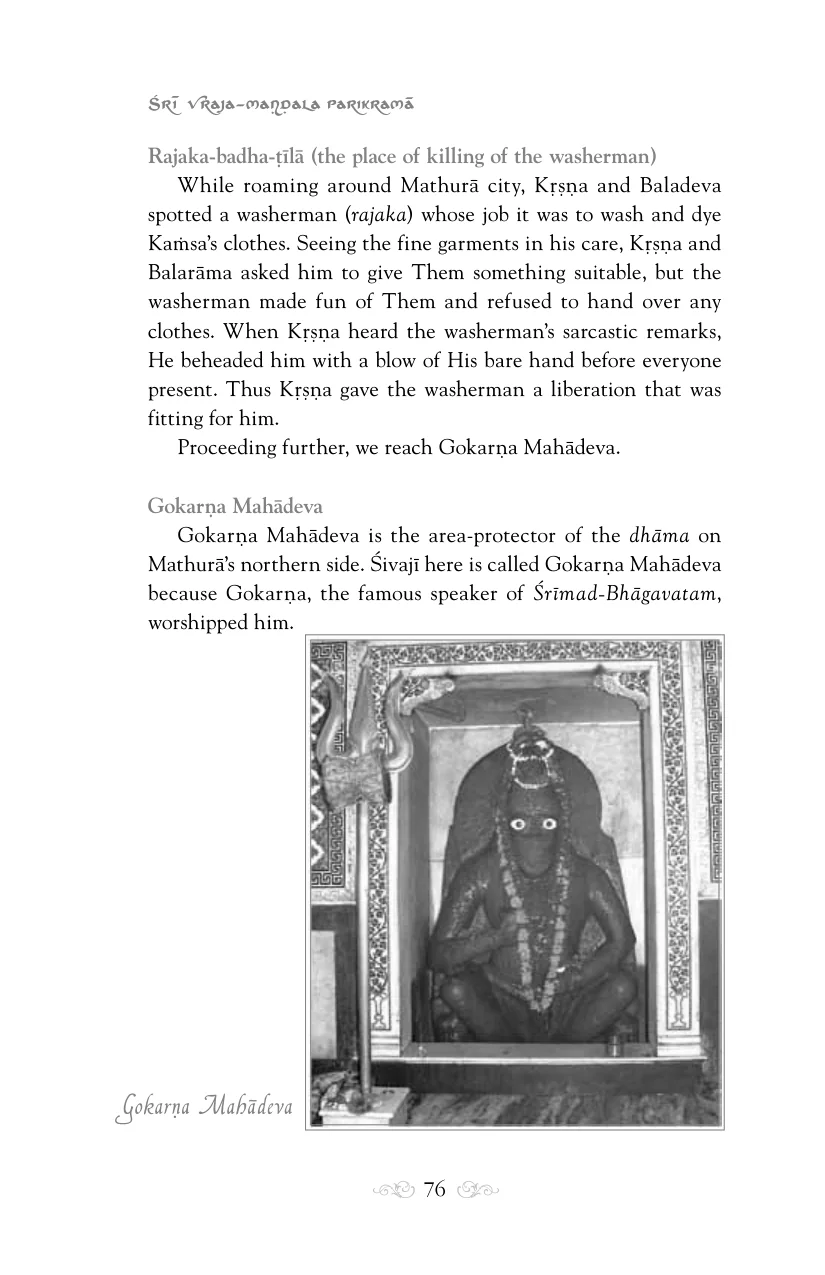 Śrī Vraja-maṇḍala Parikramā
Rajaka-badha-ṭīlā (the place of killing of the washerman)
While roaming around Mathurā city, Kṛṣṇa and Baladeva
spotted a washerman (rajaka) whose job it was to wash and dye
Kaṁsa’s clothes. Seeing the fine garments in his care, Kṛṣṇa and
Balarāma asked him to give Them something suitable, but the
washerman made fun of Them and refused to hand over any
clothes. When Kṛṣṇa heard the washerman’s sarcastic remarks,
He beheaded him with a blow of His bare hand before everyone
present. Thus Kṛṣṇa gave the washerman a liberation that was
fitting for him.
Proceeding further, we reach Gokarṇa Mahādeva.
Gokarṇa Mahādeva
Gokarṇa Mahādeva is the area-protector of the dhāma on
Mathurā’s northern side. Śivajī here is called Gokarṇa Mahādeva
because Gokarṇa, the famous speaker of Śrīmad-Bhāgavatam,
worshipped him.
Gokarṇa Mahādeva
76